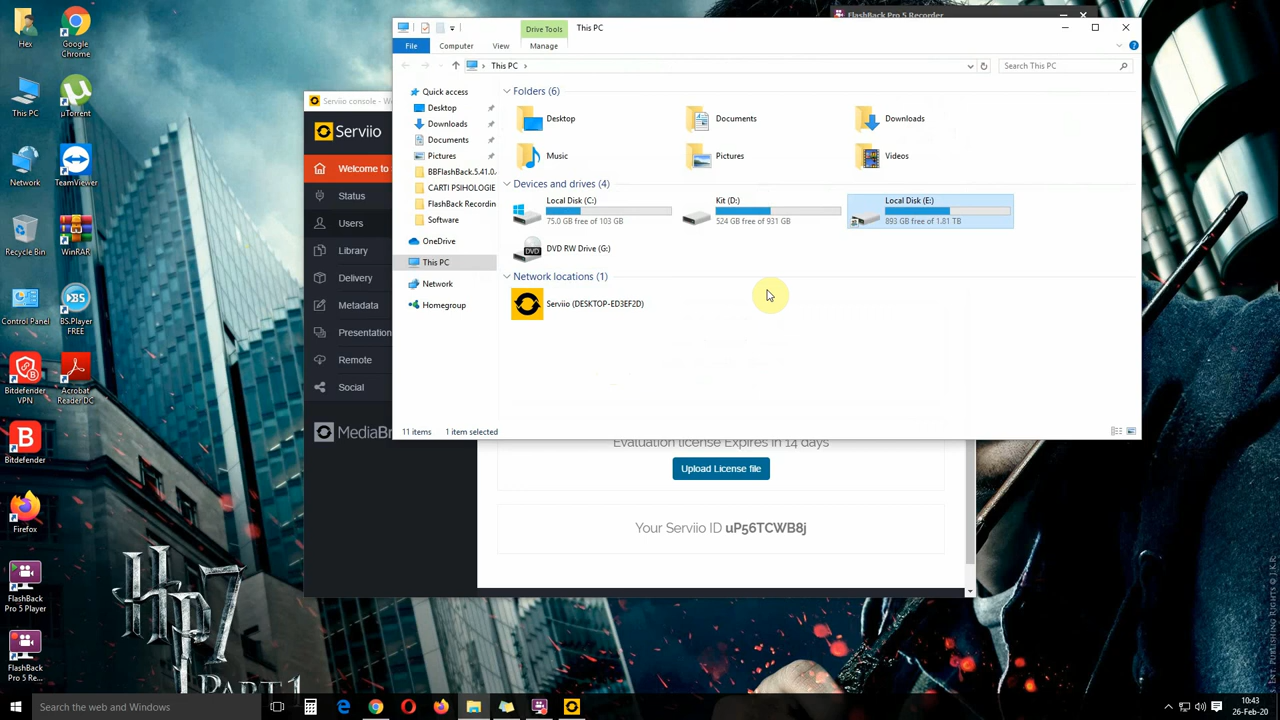 FlashBack Pro 5 Recorder
Drive Tools
This PC
File
Computer
View
Manage
This PC
Search This PC
Quick access
Desktop
Downloads
Documents
Pictures
BBFlashBack.5.41.0.
CARTI PSIHOLOGIE
FlashBack Recordin
Software
OneDrive
This PC
Network
Homegroup
Folders (6)
Desktop
Documents
Downloads
Music
Pictures
Videos
Devices and drives (4)
Local Disk (C:)
75.0 GB free of 103 GB
Kit (D:)
524 GB free of 931 GB
Local Disk (E:)
893 GB free of 1.81 TB
DVD RW Drive (G:)
Network locations (1)
Serviio (DESKTOP-ED3EF2D)
11 items
1 item selected
Serviio console - W
Serviio
Welcome to
Status
Users
Library
Delivery
Metadata
Presentation
Remote
Social
MediaBr
Evaluation license Expires in 14 days
Upload License file
Your Serviio ID uP56TCWB8j
Hex
Google
Chrome
This PC
µTorrent
Network
TeamViewer
Recycle Bin
WinRAR
Control Panel
BS.Player
FREE
Bitdefender
VPN
Acrobat
Reader DC
Bitdefender
Firefox
FlashBack
Pro 5 Player
FlashBack
Pro 5 Re...
HP7
PART 1
Search the web and Windows
10:43
26-Feb-20